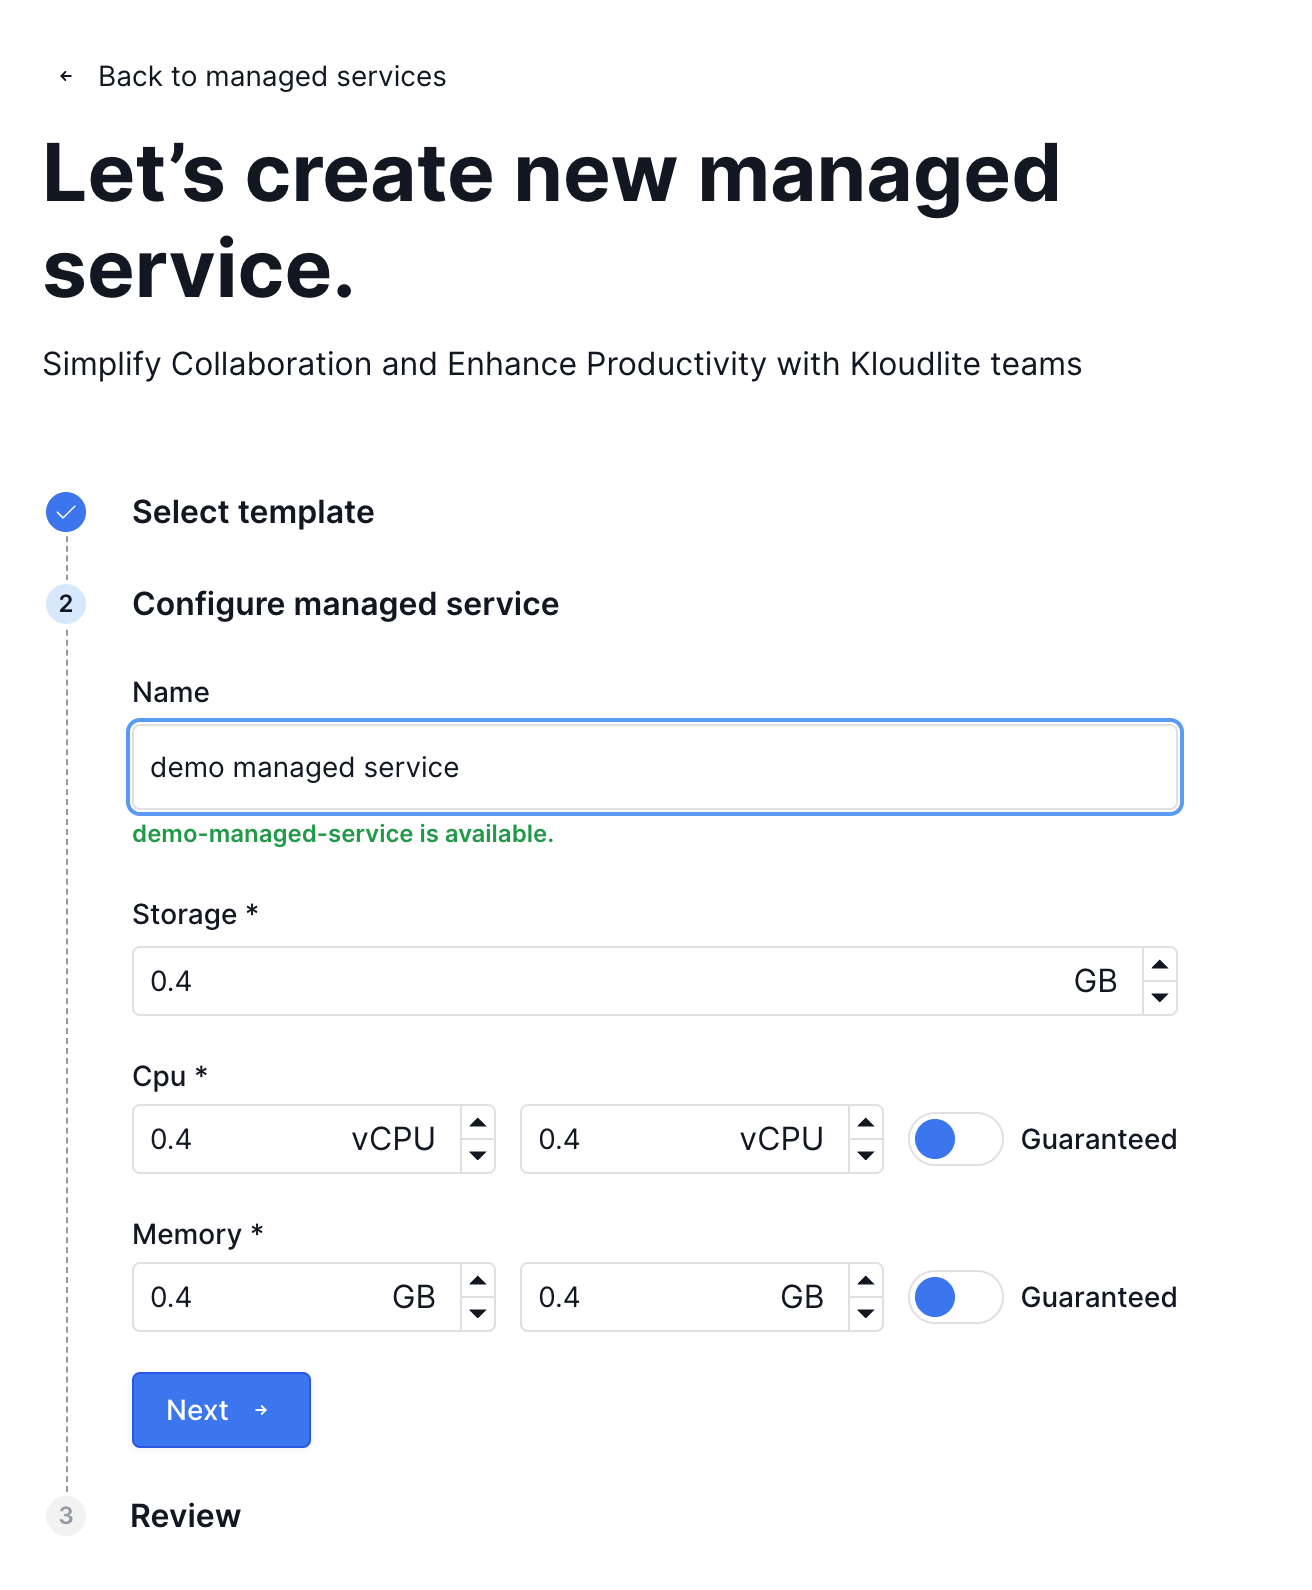 Back to managed services
Let’s create new managed
service.
Simplify Collaboration and Enhance Productivity with Kloudlite teams
Select template
2 Configure managed service
Name
demo managed service
demo-managed-service is available.
Storage *
0.4 GB
Cpu *
0.4 vCPU 0.4 vCPU Guaranteed
Memory *
0.4 GB 0.4 GB Guaranteed
Next
3 Review